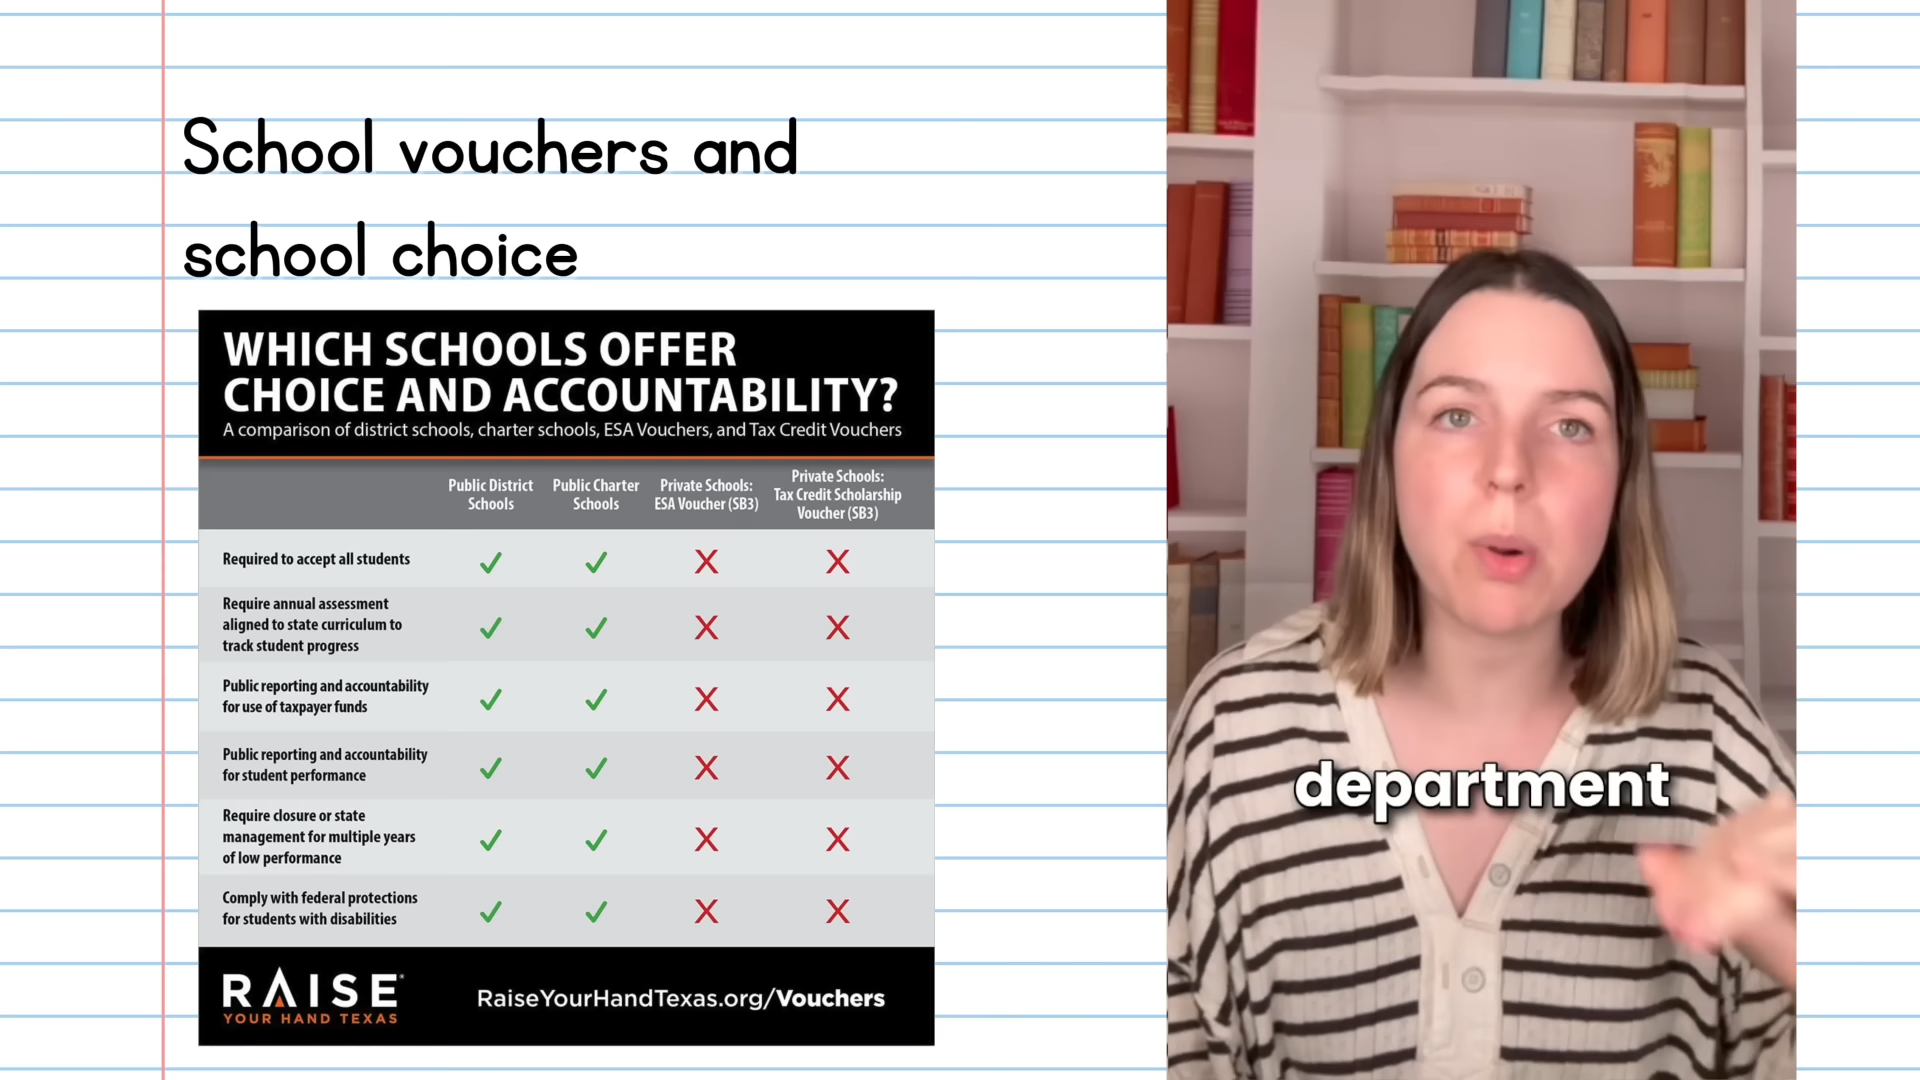 School vouchers and
school choice
WHICH SCHOOLS OFFER
CHOICE AND ACCOUNTABILITY?
A comparison of district schools, charter schools, ESA Vouchers, and Tax Credit Vouchers
Public District
Schools
Public Charter
Schools
Private Schools:
ESA Voucher (SB3)
Private Schools:
Tax Credit Scholarship
Voucher (SB3)
Required to accept all students
✓ ✓ X X
Require annual assessment
aligned to state curriculum to
track student progress
✓ ✓ X X
Public reporting and accountability
for use of taxpayer funds
✓ ✓ X X
Public reporting and accountability
for student performance
✓ ✓ X X
Require closure or state
management for multiple years
of low performance
✓ ✓ X X
Comply with federal protections
for students with disabilities
✓ ✓ X X
RAISE
YOUR HAND TEXAS
RaiseYourHandTexas.org/Vouchers
department